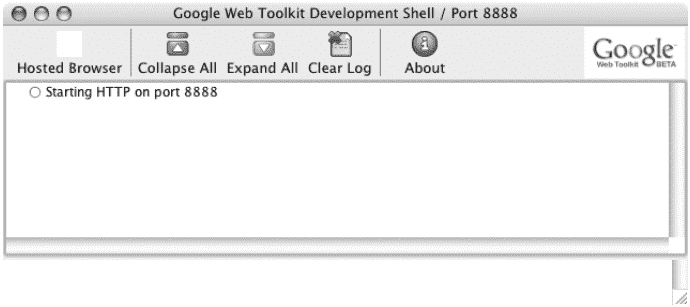 Google Web Toolkit Development Shell / Port 8888
Hosted Browser Collapse All Expand All Clear Log About
Google
Web Toolkit BETA
Starting HTTP on port 8888